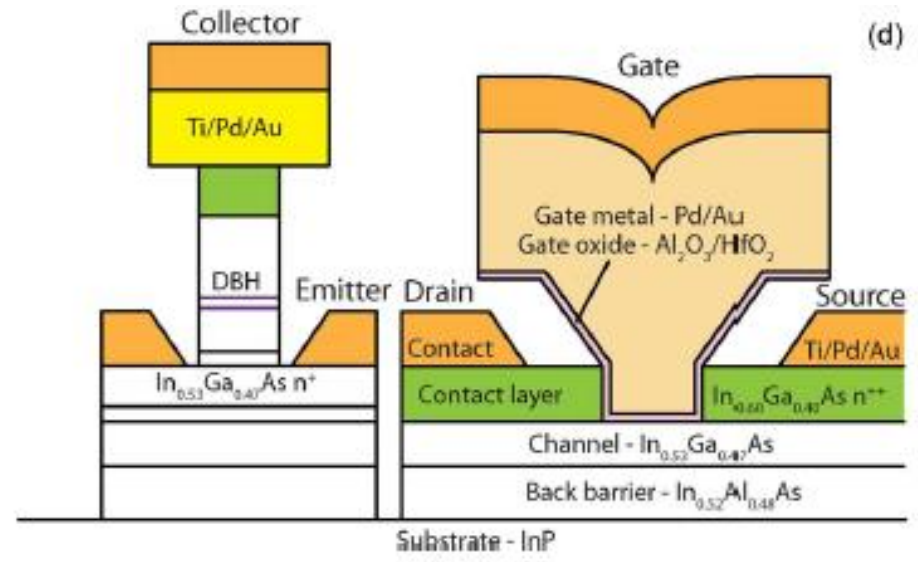 Collector
(d)
Gate
Ti/Pd/Au
Gate metal - Pd/Au
Gate oxide - Al₂O₃/HfO₂
DBH
Emitter
Drain
Source
Contact
Ti/Pd/Au
In₀.₅₃Ga₀.₄₇As n⁺
Contact layer
In₀.₆₀Ga₀.₄₀As n⁺⁺
Channel - In₀.₅₃Ga₀.₄₇As
Back barrier - In₀.₅₂Al₀.₄₈As
Substrate - InP